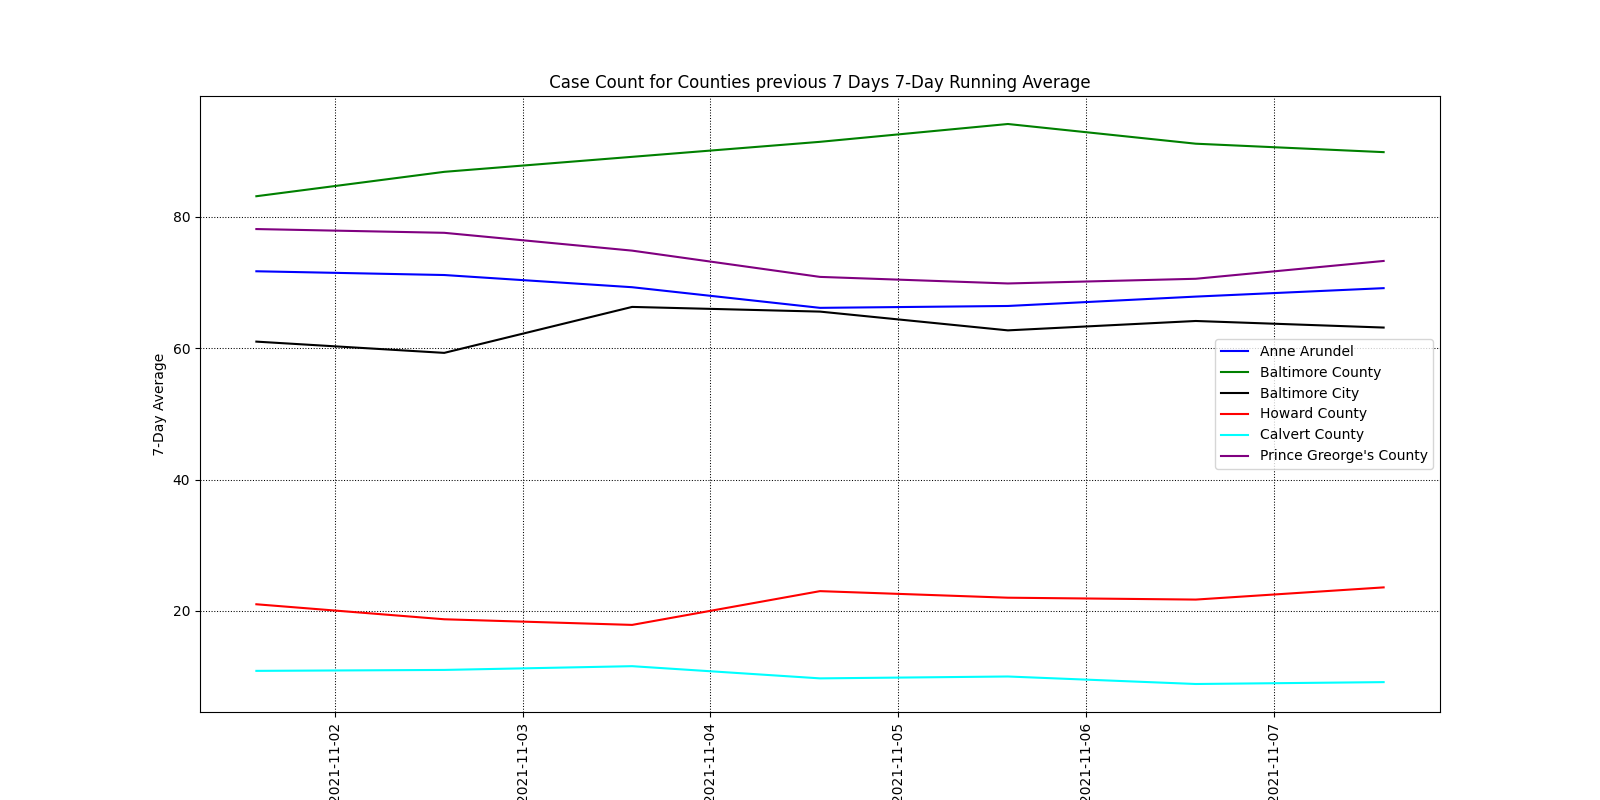 Case Count for Counties previous 7 Days 7-Day Running Average
7-Day Average
80
60
40
20
Anne Arundel
Baltimore County
Baltimore City
Howard County
Calvert County
Prince Greorge's County
2021-11-02
2021-11-03
2021-11-04
2021-11-05
2021-11-06
2021-11-07